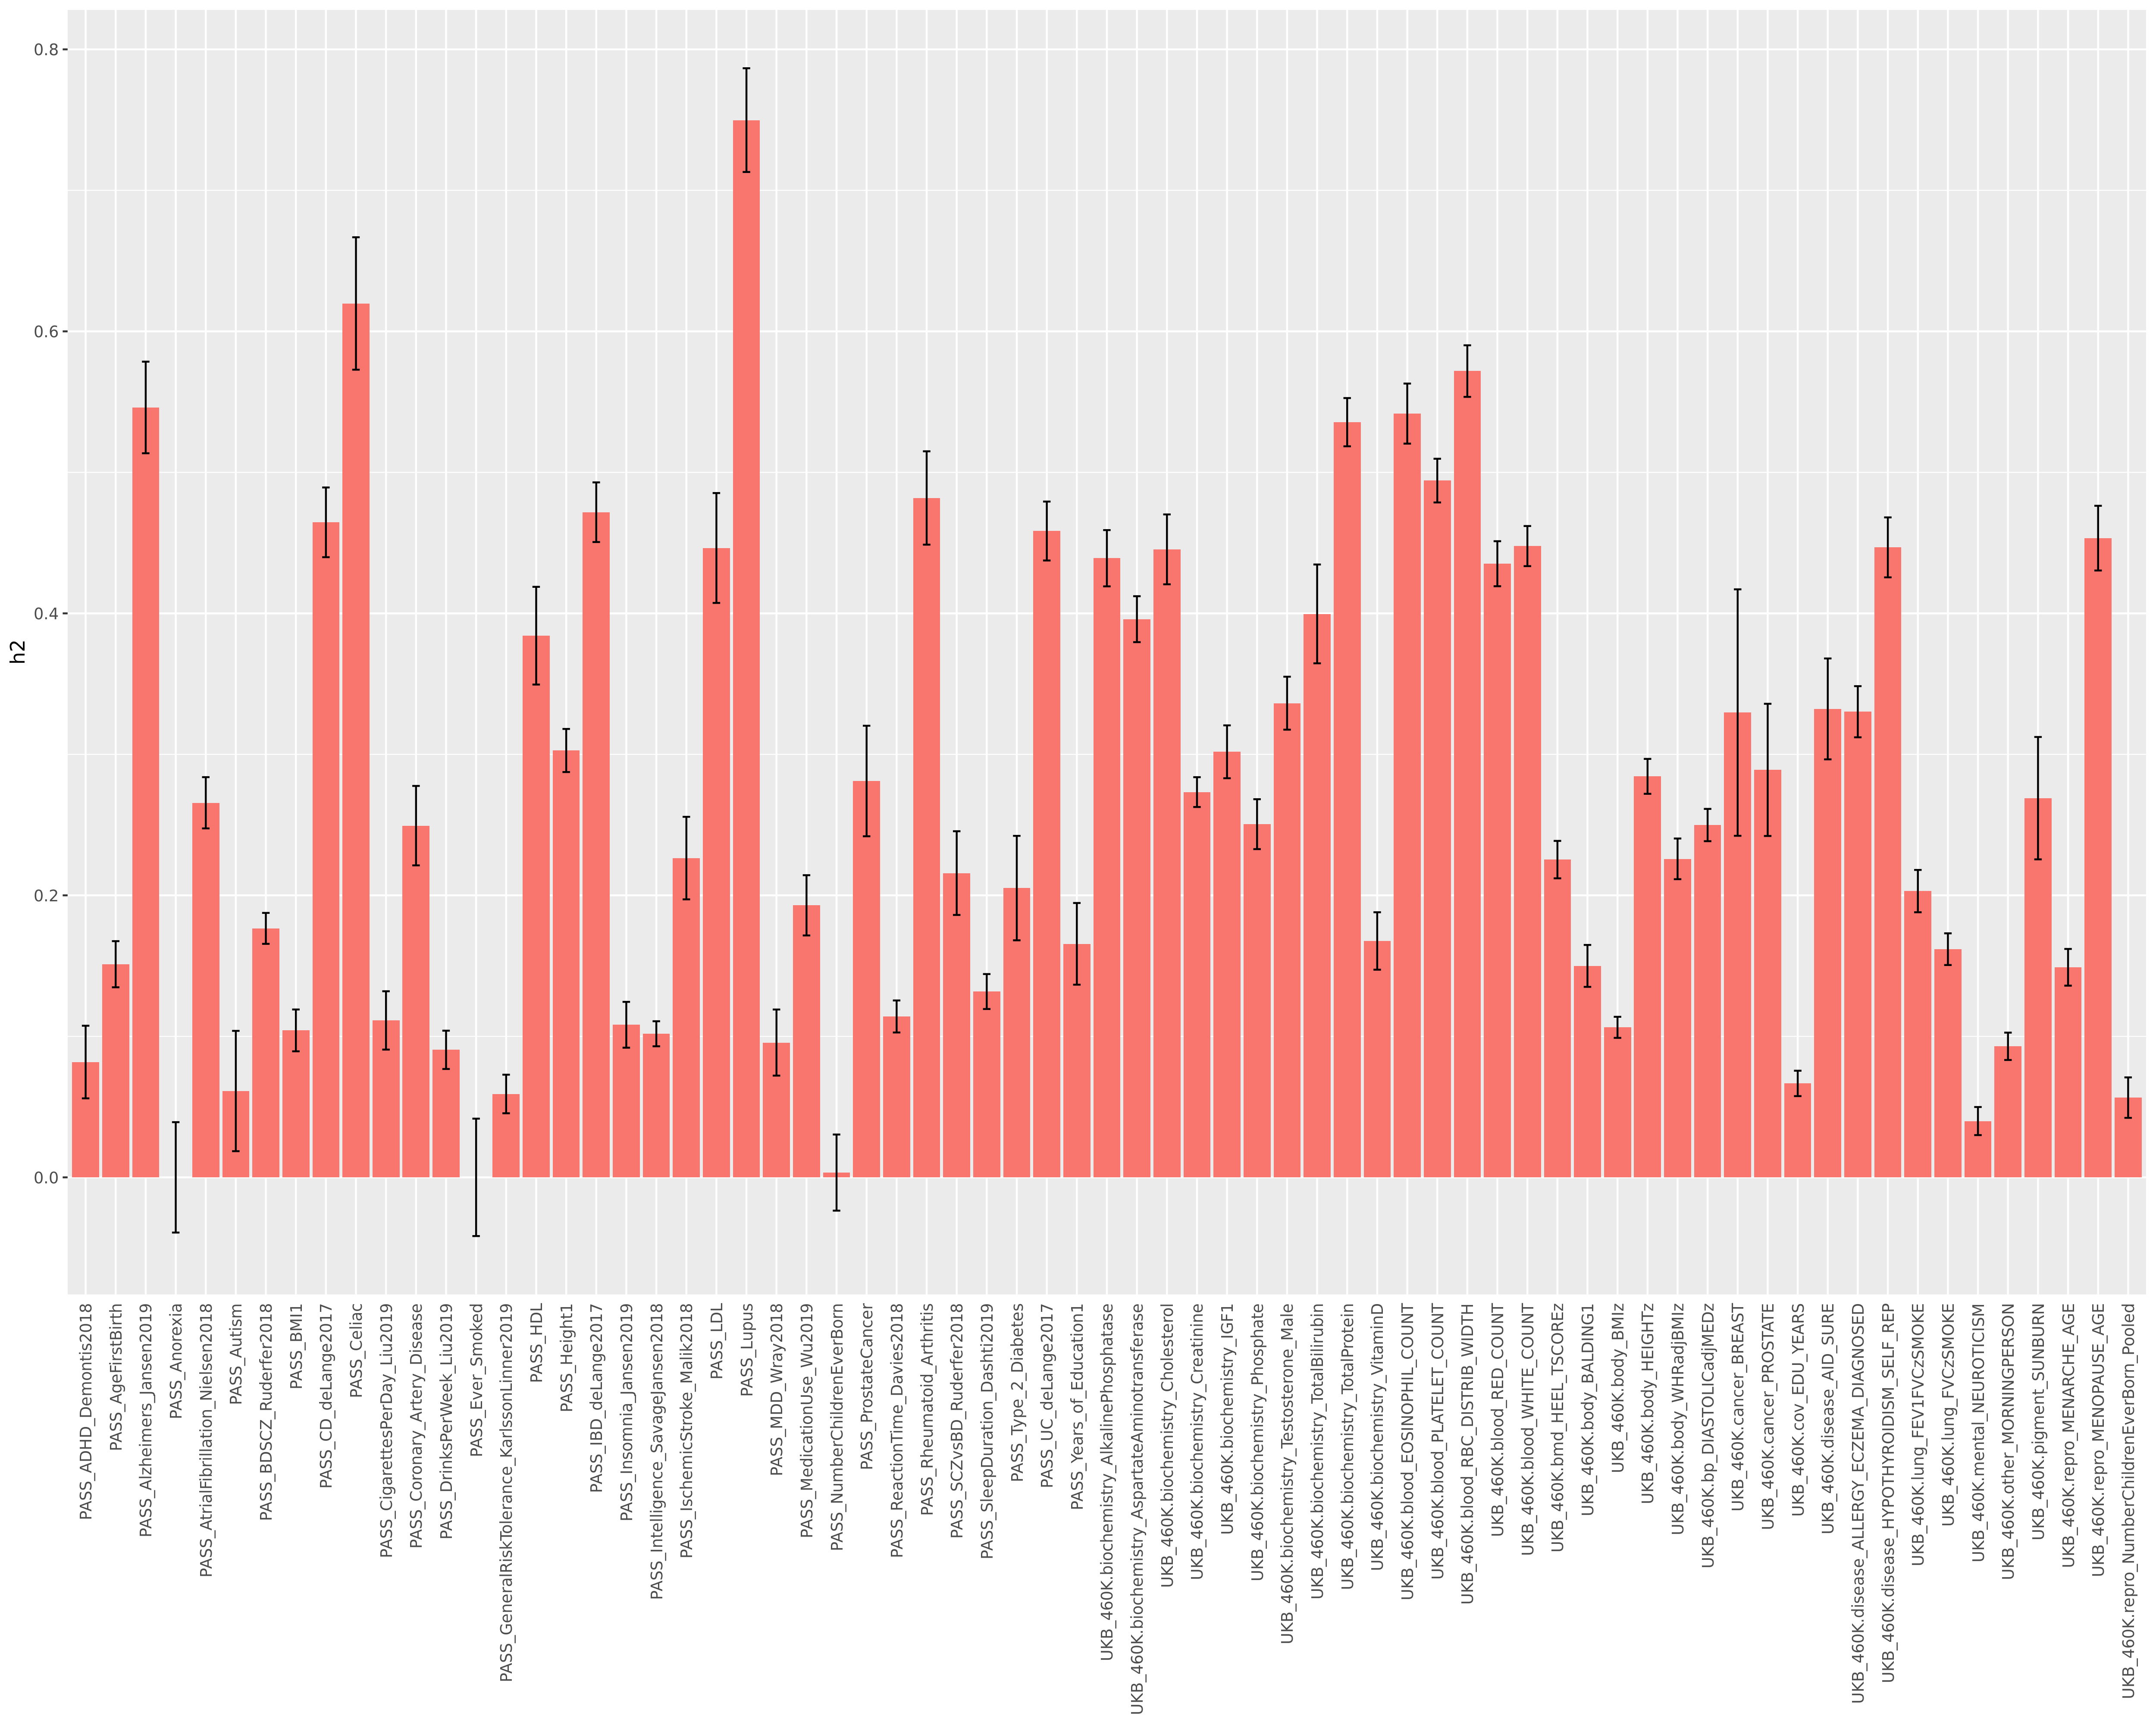 0.8
0.6
0.4
0.2
0.0
h2
PASS_ADHD_Demontis2018
PASS_AgeFirstBirth
PASS_Alzheimers_Jansen2019
PASS_Anorexia
PASS_AtrialFibrillation_Nielsen2018
PASS_Autism
PASS_BDSCZ_Ruderfer2018
PASS_BMI1
PASS_CD_deLange2017
PASS_Celiac
PASS_CigarettesPerDay_Liu2019
PASS_Coronary_Artery_Disease
PASS_DrinksPerWeek_Liu2019
PASS_Ever_Smoked
PASS_GeneralRiskTolerance_KarlssonLinner2019
PASS_HDL
PASS_Height1
PASS_IBD_deLange2017
PASS_Insomnia_Jansen2019
PASS_Intelligence_SavageJansen2018
PASS_IschemicStroke_Malik2018
PASS_LDL
PASS_Lupus
PASS_MDD_Wray2018
PASS_MedicationUse_Wu2019
PASS_NumberChildrenEverBorn
PASS_ProstateCancer
PASS_ReactionTime_Davies2018
PASS_Rheumatoid_Arthritis
PASS_SCZvsBD_Ruderfer2018
PASS_SleepDuration_Dashti2019
PASS_Type_2_Diabetes
PASS_UC_deLange2017
PASS_Years_of_Education1
UKB_460K.biochemistry_AlkalinePhosphatase
UKB_460K.biochemistry_AspartateAminotransferase
UKB_460K.biochemistry_Cholesterol
UKB_460K.biochemistry_Creatinine
UKB_460K.biochemistry_IGF1
UKB_460K.biochemistry_Phosphate
UKB_460K.biochemistry_Testosterone_Male
UKB_460K.biochemistry_TotalBilirubin
UKB_460K.biochemistry_TotalProtein
UKB_460K.biochemistry_VitaminD
UKB_460K.blood_EOSINOPHIL_COUNT
UKB_460K.blood_PLATELET_COUNT
UKB_460K.blood_RBC_DISTRIB_WIDTH
UKB_460K.blood_RED_COUNT
UKB_460K.blood_WHITE_COUNT
UKB_460K.bmd_HEEL_TSCOREz
UKB_460K.body_BALDING1
UKB_460K.body_BMIz
UKB_460K.body_HEIGHTz
UKB_460K.body_WHRadjBMIz
UKB_460K.bp_DIASTOLICadjMEDz
UKB_460K.cancer_BREAST
UKB_460K.cancer_PROSTATE
UKB_460K.cov_EDU_YEARS
UKB_460K.disease_AID_SURE
UKB_460K.disease_ALLERGY_ECZEMA_DIAGNOSED
UKB_460K.disease_HYPOTHYROIDISM_SELF_REP
UKB_460K.lung_FEV1FVCzSMOKE
UKB_460K.lung_FVCzSMOKE
UKB_460K.mental_NEUROTICISM
UKB_460K.other_MORNINGPERSON
UKB_460K.pigment_SUNBURN
UKB_460K.repro_MENARCHE_AGE
UKB_460K.repro_MENOPAUSE_AGE
UKB_460K.repro_NumberChildrenEverBorn_Pooled